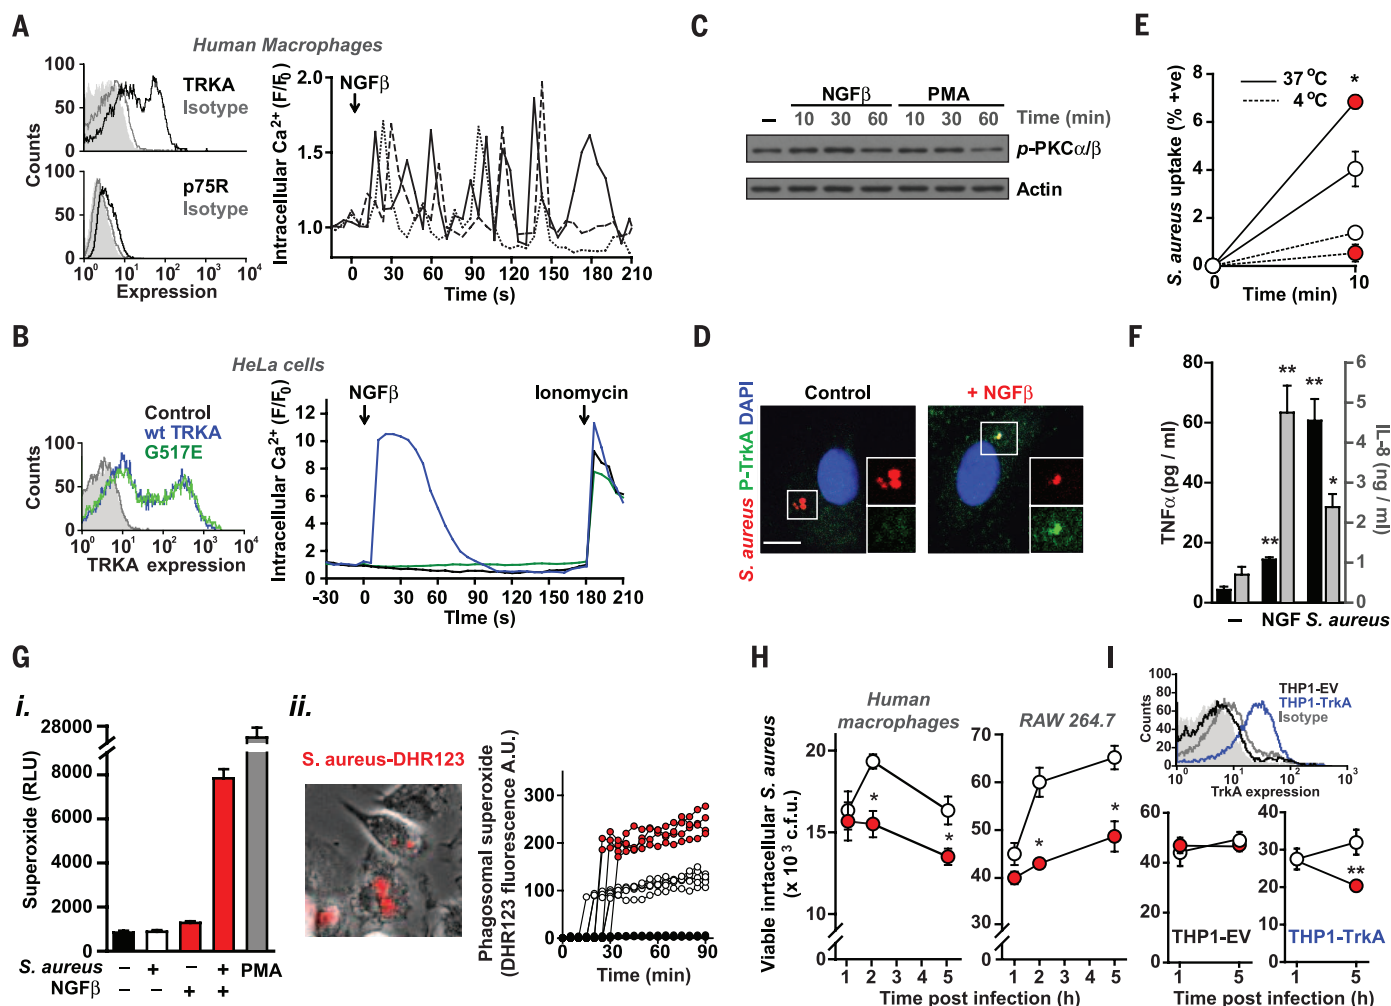 A
Human Macrophages
Counts
100
50
0
TRKA
Isotype
100
50
0
p75R
Isotype
10⁰ 10¹ 10² 10³ 10⁴
Expression
Intracellular Ca²⁺ (F/F₀)
2.0
1.5
1.0
NGFβ
0 30 60 90 120 150 180 210
Time (s)
B
HeLa cells
Control
wt TRKA
G517E
Counts
100
50
0
10⁰ 10¹ 10² 10³ 10⁴
TRKA expression
Intracellular Ca²⁺ (F/F₀)
12
10
8
6
4
2
0
NGFβ
Ionomycin
-30 0 30 60 90 120 150 180 210
TIme (s)
C
NGFβ PMA
– 10 30 60 10 30 60 Time (min)
p-PKCα/β
Actin
D
Control
+ NGFβ
S. aureus P-TrkA DAPI
E
S. aureus uptake (% +ve)
8
6
4
2
0
37 °C
4 °C
*
0 10
Time (min)
F
TNFα (pg / ml)
80
60
40
20
0
** ** ** *
6
5
4
3
2
1
0
IL-8 (ng / ml)
– NGF S. aureus
G
i.
Superoxide (RLU)
28000
8000
6000
4000
2000
0
S. aureus – + – + PMA
NGFβ – – + +
ii.
S. aureus-DHR123
Phagosomal superoxide
(DHR123 fluorescence A.U.)
300
200
100
0
0 30 60 90
Time (min)
H
Human
macrophages
Viable inrtacellular S. aureus
(x 10³ c.f.u.)
20
16
12
10
0
* *
1 2 5
RAW 264.7
70
60
50
40
30
0
* *
1 2 5
Time post infection (h)
I
Counts
100
80
60
40
20
0
THP1-EV
THP1-TrkA
Isotype
10⁰ 10¹ 10² 10³
TrkA expression
60
40
20
0
THP1-EV
1 5
40
30
20
10
0
**
THP1-TrkA
1 5
Time post infection (h)